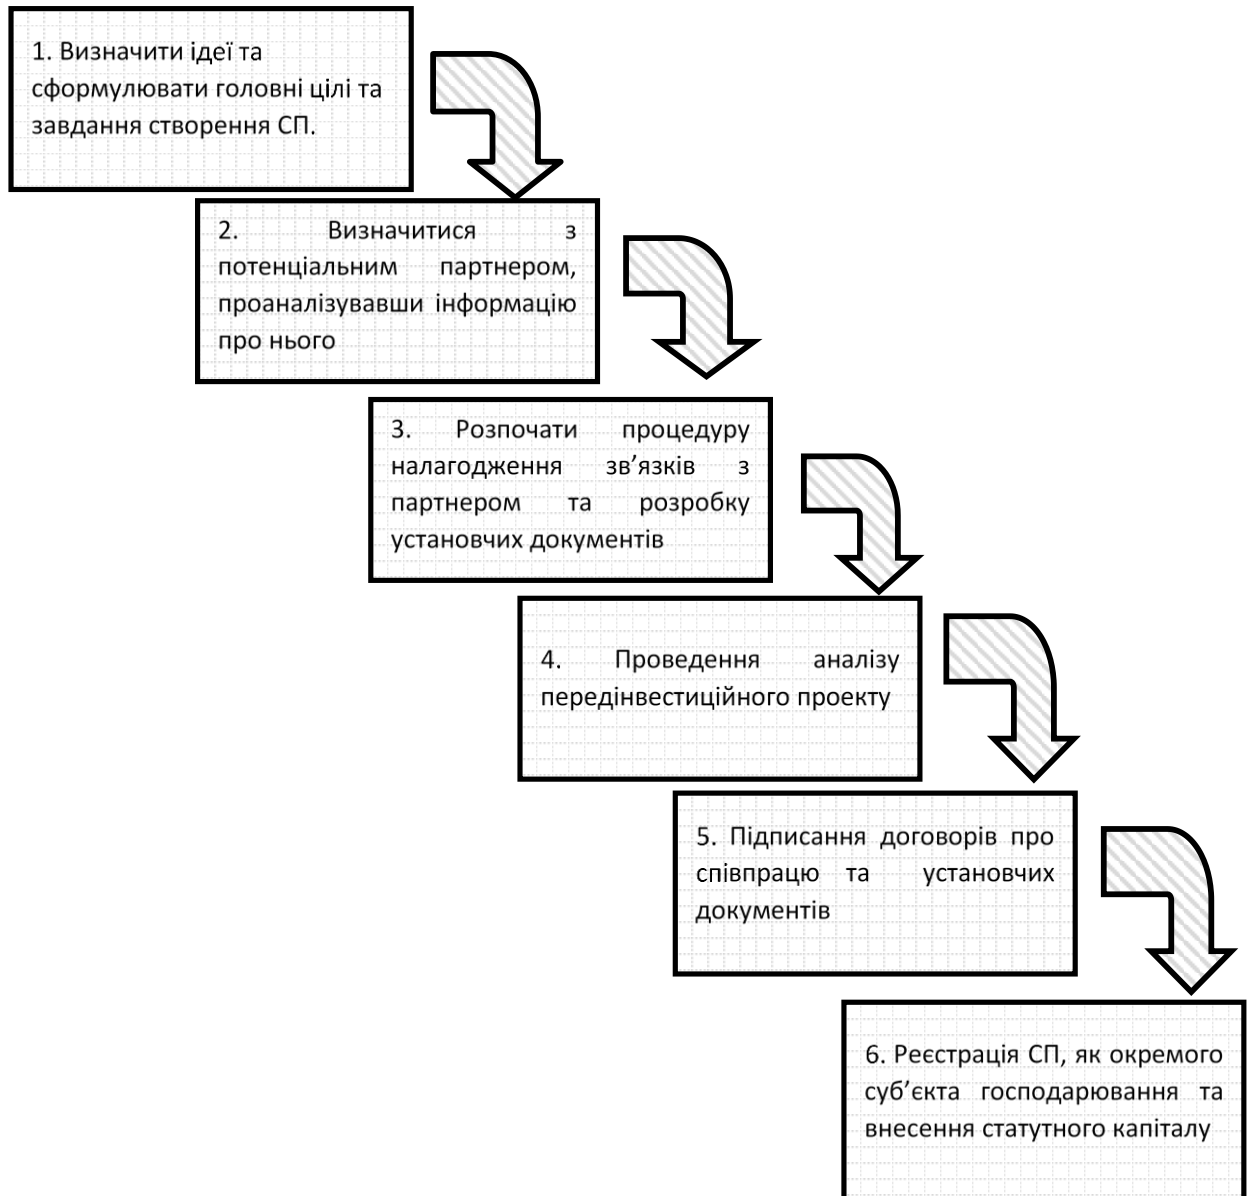 1. Визначити ідеї та
сформулювати головні цілі та
завдання створення СП.
2. Визначитися з
потенціальним партнером,
проаналізувавши інформацію
про нього
3. Розпочати процедуру
налагодження зв’язків з
партнером та розробку
установчих документів
4. Проведення аналізу
передінвестиційного проекту
5. Підписання договорів про
співпрацю та установчих
документів
6. Реєстрація СП, як окремого
суб’єкта господарювання та
внесення статутного капіталу